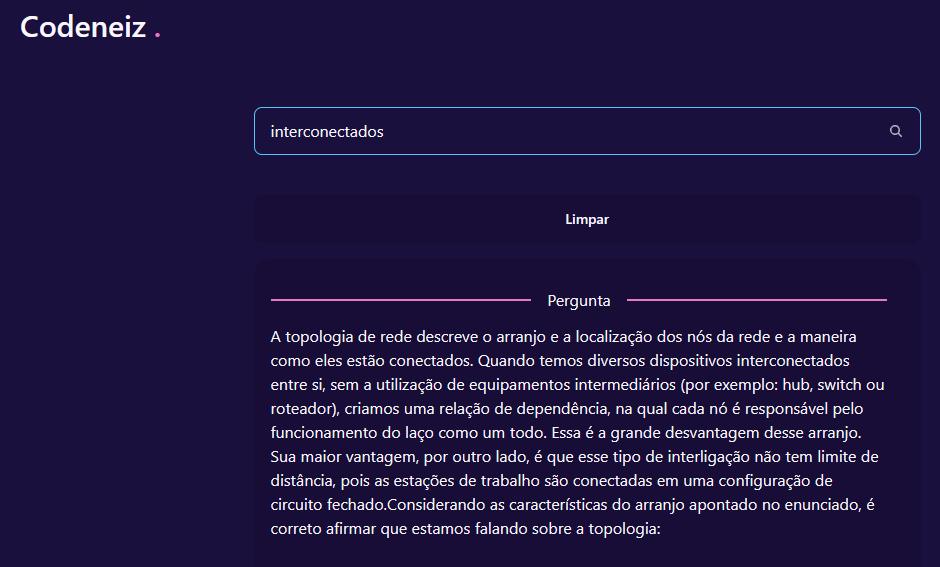 Codeneiz .
interconectados
Limpar
Pergunta
A topologia de rede descreve o arranjo e a localização dos nós da rede e a maneira
como eles estão conectados. Quando temos diversos dispositivos interconectados
entre si, sem a utilização de equipamentos intermediários (por exemplo: hub, switch ou
roteador), criamos uma relação de dependência, na qual cada nó é responsável pelo
funcionamento do laço como um todo. Essa é a grande desvantagem desse arranjo.
Sua maior vantagem, por outro lado, é que esse tipo de interligação não tem limite de
distância, pois as estações de trabalho são conectadas em uma configuração de
circuito fechado.Considerando as características do arranjo apontado no enunciado, é
correto afirmar que estamos falando sobre a topologia: